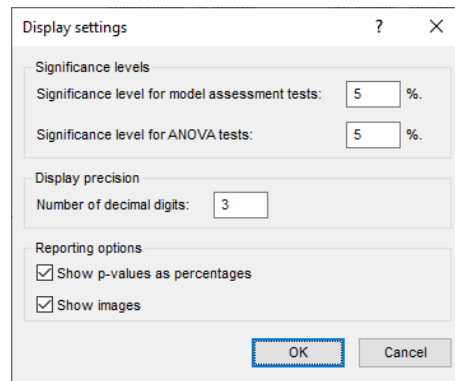 Display settings ?
Significance levels
Significance level for model assessment tests: 5 %.
Significance level for ANOVA tests: 5 %.
Display precision
Number of decimal digits: 3
Reporting options
Show p-values as percentages
Show images
OK Cancel